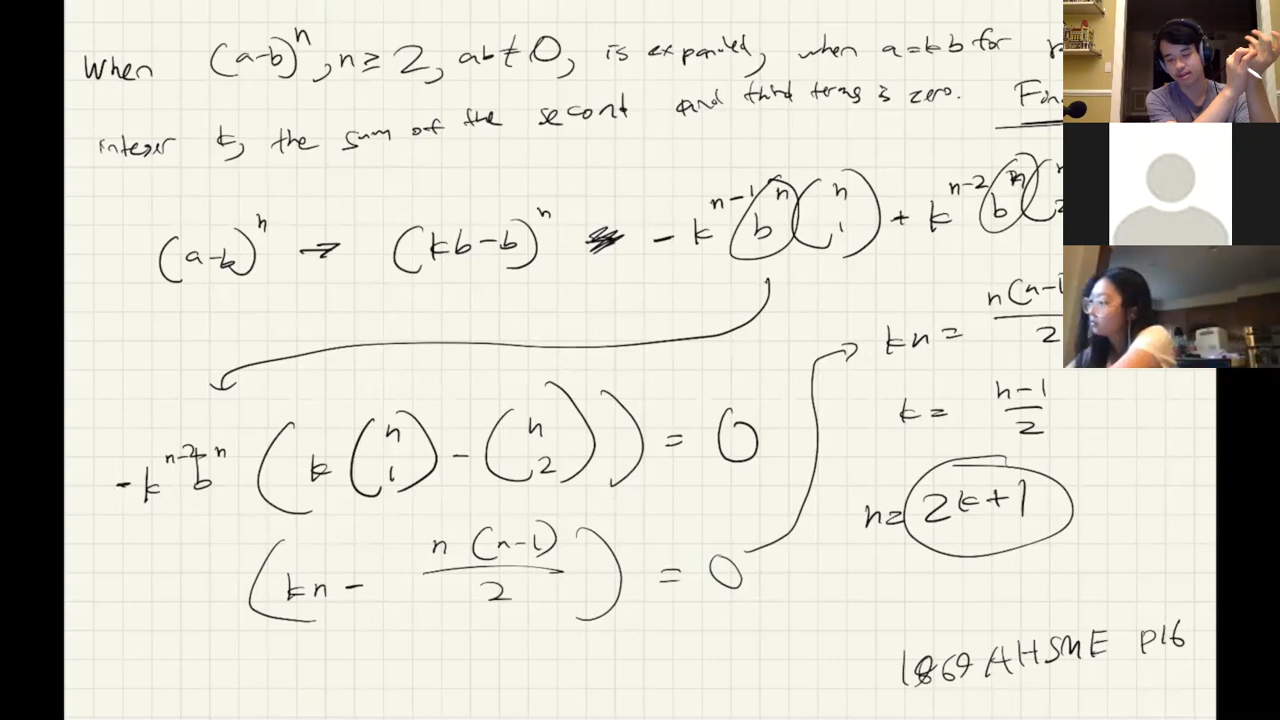 When (a-b)^n, n ≥ 2, ab ≠ 0, is expanded, when a = kb for
integer k, the sum of the second and third terms is zero.
(a-b)^n → (kb-b)^n - k^{n-1} b^n (n 1) + k^{n-2} b^n
-k^{n-2} b^n (k (n 1) - (n 2)) = 0
(kn - n(n-1)/2) = 0
kn = n(n-1)/2
k = n-1/2
n = 2k+1
1969 AHSME P16